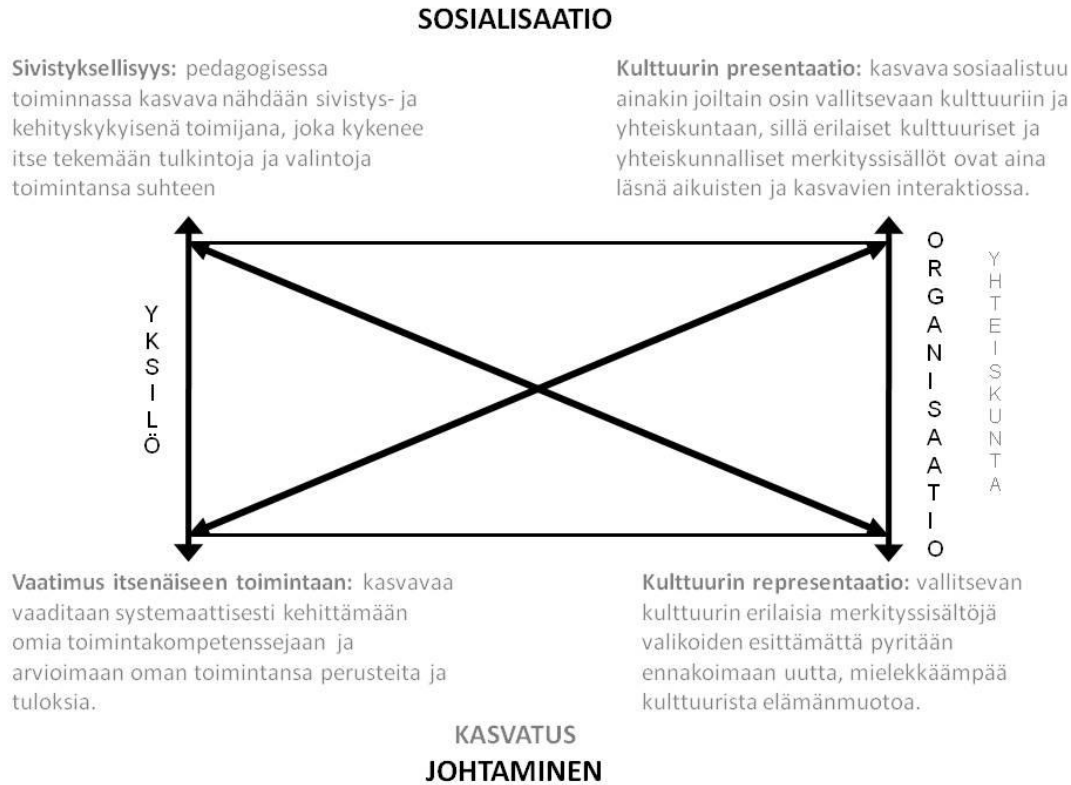 SOSIALISAATIO
Sivistyksellisyys: pedagogisessa
toiminnassa kasvava nähdään sivistys- ja
kehityskykyisenä toimijana, joka kykenee
itse tekemään tulkintoja ja valintoja
toimintansa suhteen
Kulttuurin presentaatio: kasvava sosiaalistuu
ainakin joiltain osin vallitsevaan kulttuuriin ja
yhteiskuntaan, sillä erilaiset kulttuuriset ja
yhteiskunnalliset merkityssisällöt ovat aina
läsnä aikuisten ja kasvavien interaktiossa.
YKSILÖ
ORGANISAATIO
YHTEISKUNTA
Vaatimus itsenäiseen toimintaan: kasvavaa
vaaditaan systemaattisesti kehittämään
omia toimintakompetenssejaan ja
arvioimaan oman toimintansa perusteita ja
tuloksia.
Kulttuurin representaatio: vallitsevan
kulttuurin erilaisia merkityssisältöjä
valikoiden esittämättä pyritään
ennakoimaan uutta, mielekkäämpää
kulttuurista elämänmuotoa.
KASVATUS
JOHTAMINEN